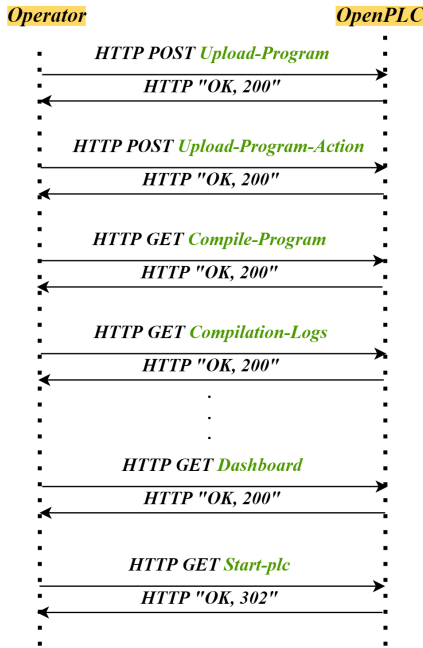 Operator OpenPLC
HTTP POST Upload-Program
HTTP "OK, 200"
HTTP POST Upload-Program-Action
HTTP "OK, 200"
HTTP GET Compile-Program
HTTP "OK, 200"
HTTP GET Compilation-Logs
HTTP "OK, 200"
HTTP GET Dashboard
HTTP "OK, 200"
HTTP GET Start-plc
HTTP "OK, 302"